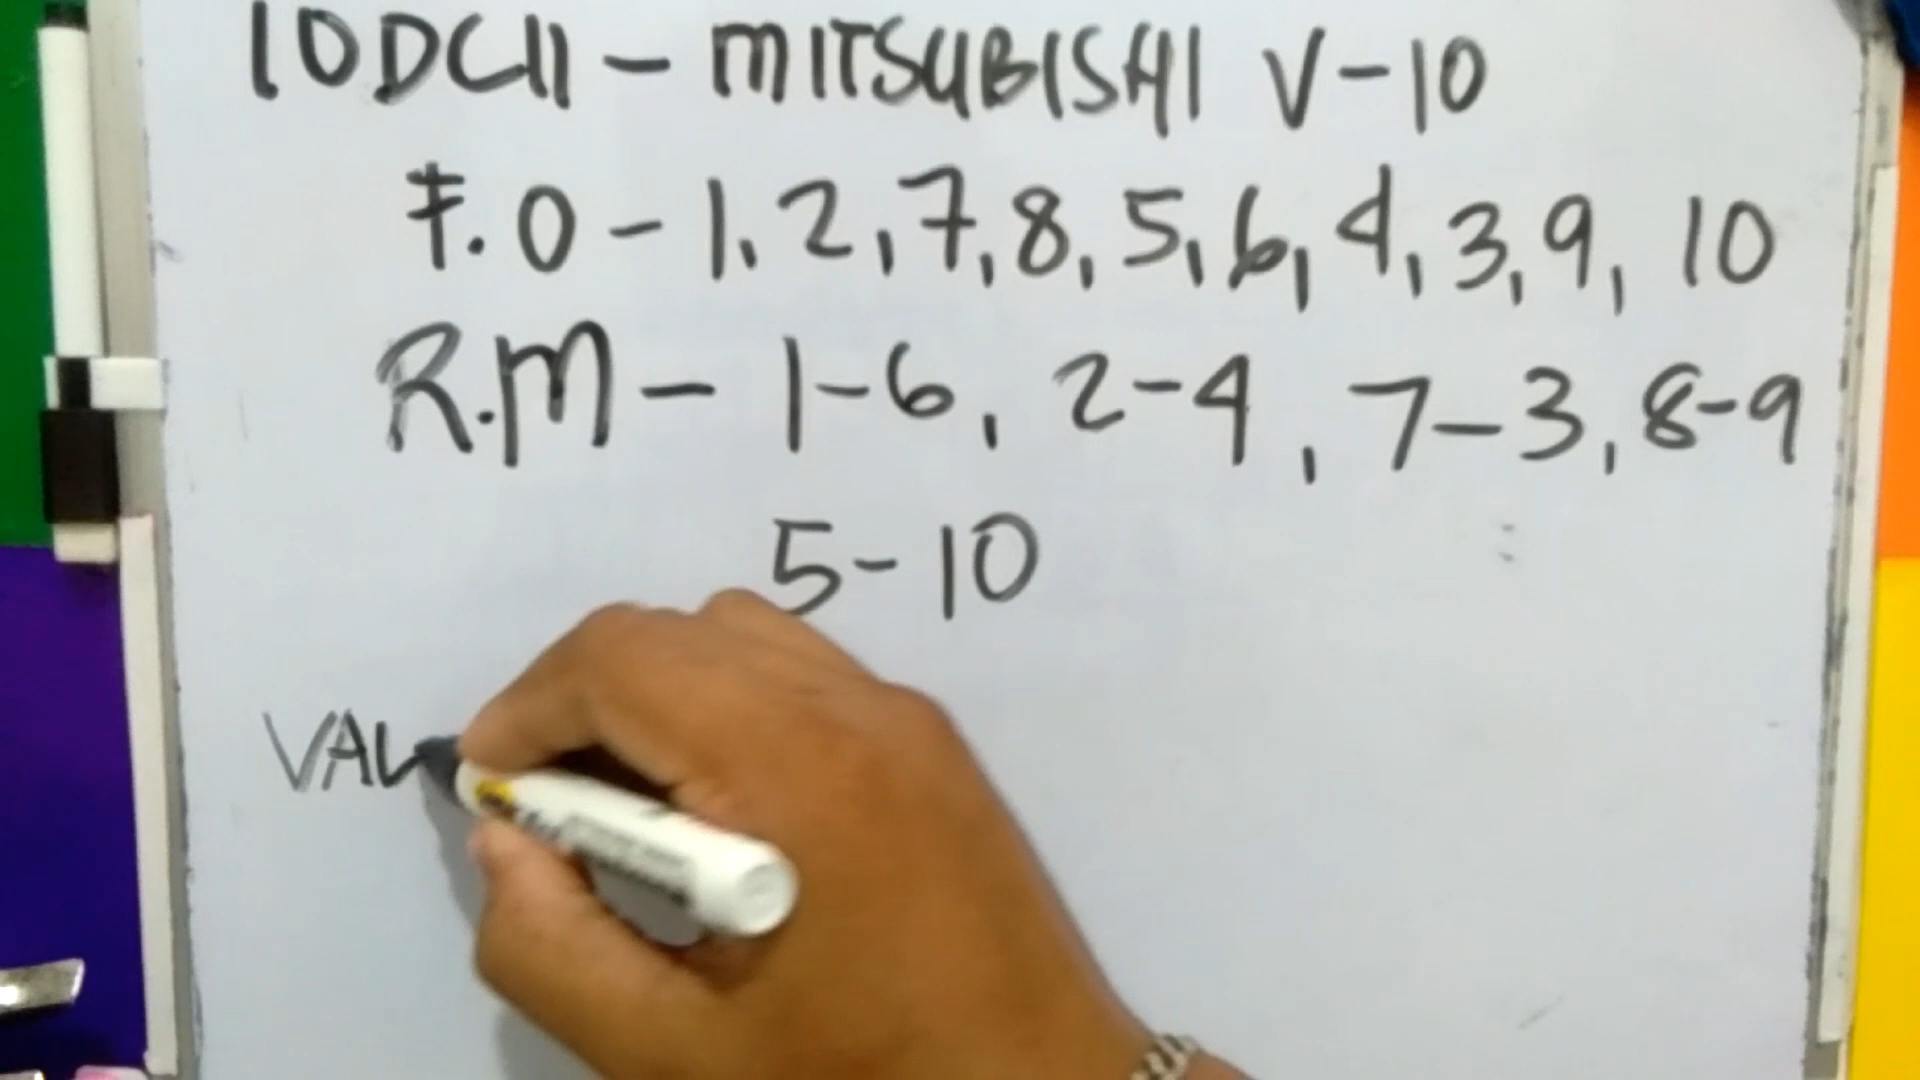 10DC11 - MITSUBISHI V-10
F.O - 1, 2, 7, 8, 5, 6, 4, 3, 9, 10
R.M - 1-6, 2-4, 7-3, 8-9
5-10
VAL